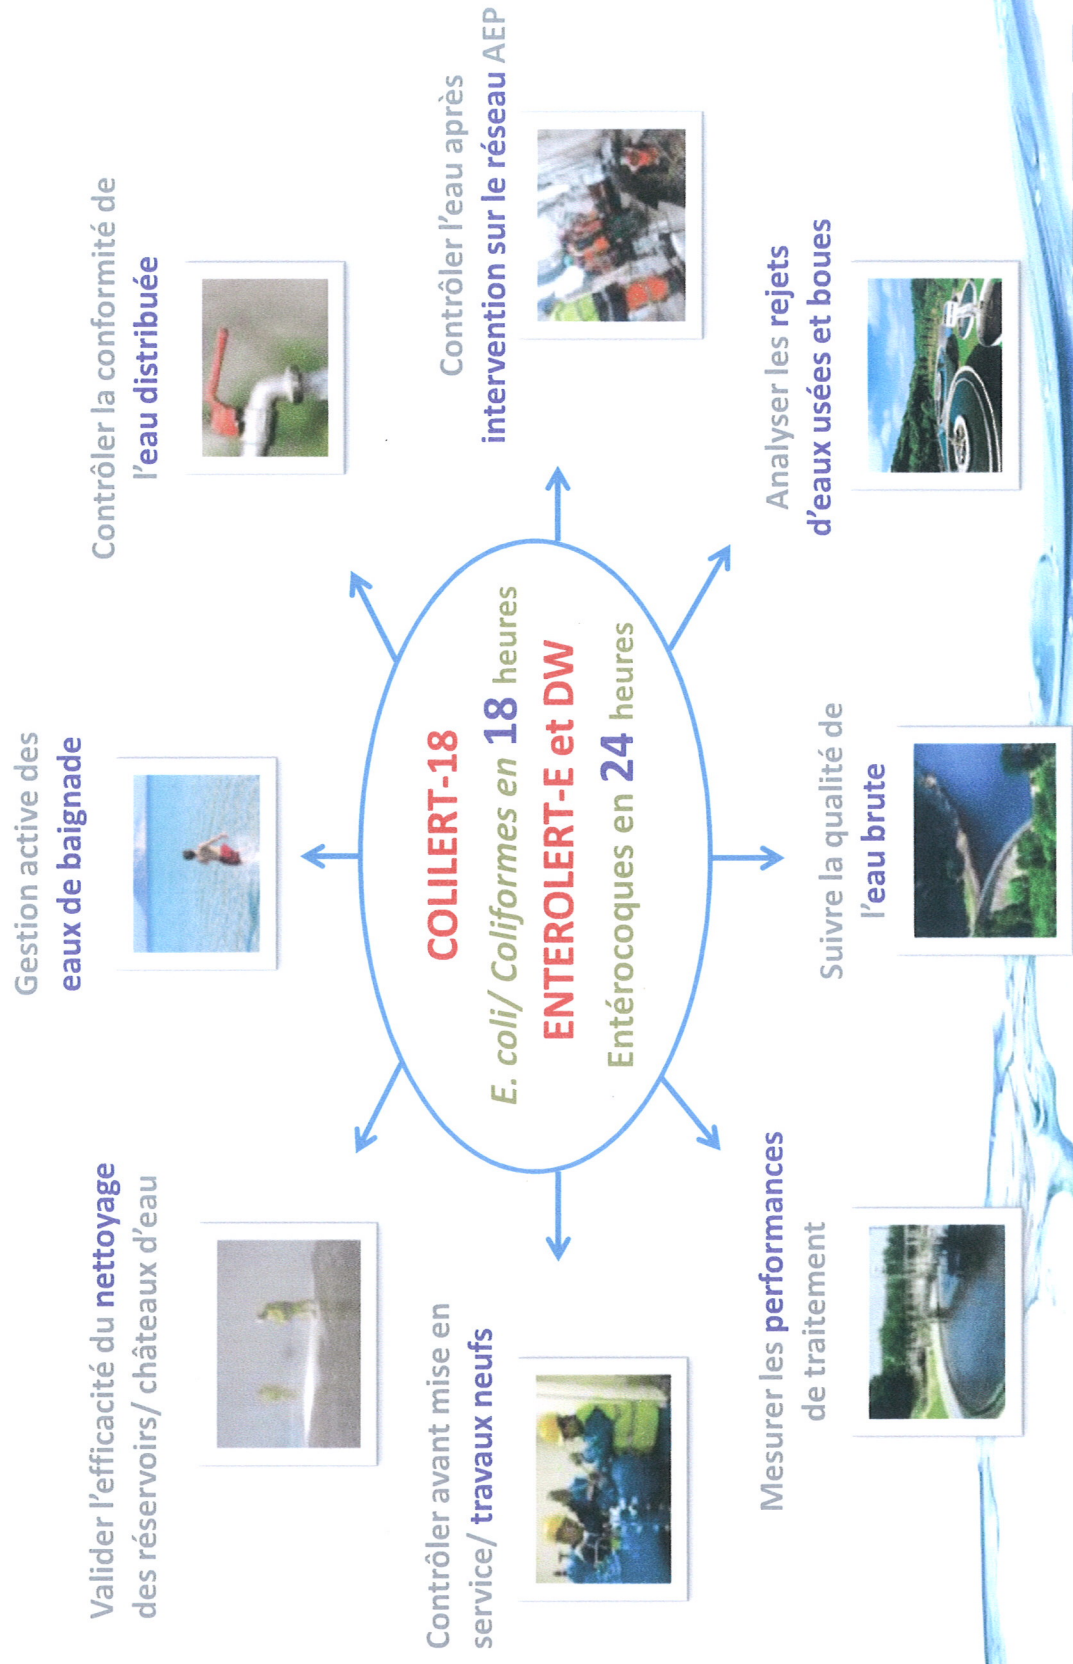 Gestion active des
eaux de baignade
Valider l'efficacité du nettoyage
des réservoirs/ châteaux d'eau
Contrôler la conformité de
l'eau distribuée
Contrôler avant mise en
service/ travaux neufs
COLILERT-18
E. coli/ Coliformes en 18 heures
ENTEROLERT-E et DW
Entérocoques en 24 heures
Contrôler l'eau après
intervention sur le réseau AEP
Mesurer les performances
de traitement
Suivre la qualité de
l'eau brute
Analyser les rejets
d'eaux usées et boues